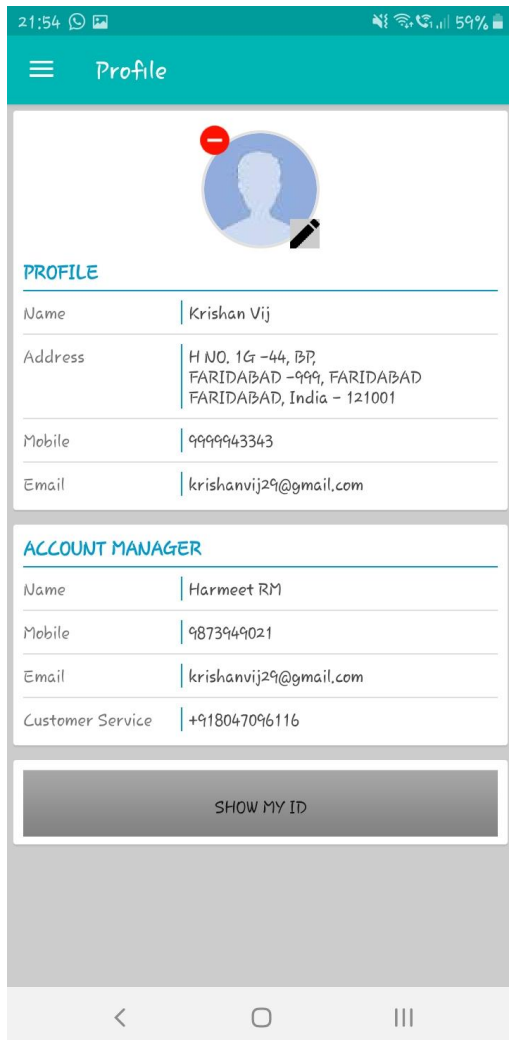 21:54 59%
Profile
PROFILE
Name Krishan Vij
Address H NO. 1G -44, BP,
FARIDABAD -999, FARIDABAD
FARIDABAD, India - 121001
Mobile 9999943343
Email krishanvij29@gmail.com
ACCOUNT MANAGER
Name Harmeet RM
Mobile 9873949021
Email krishanvij29@gmail.com
Customer Service +918047096116
SHOW MY ID